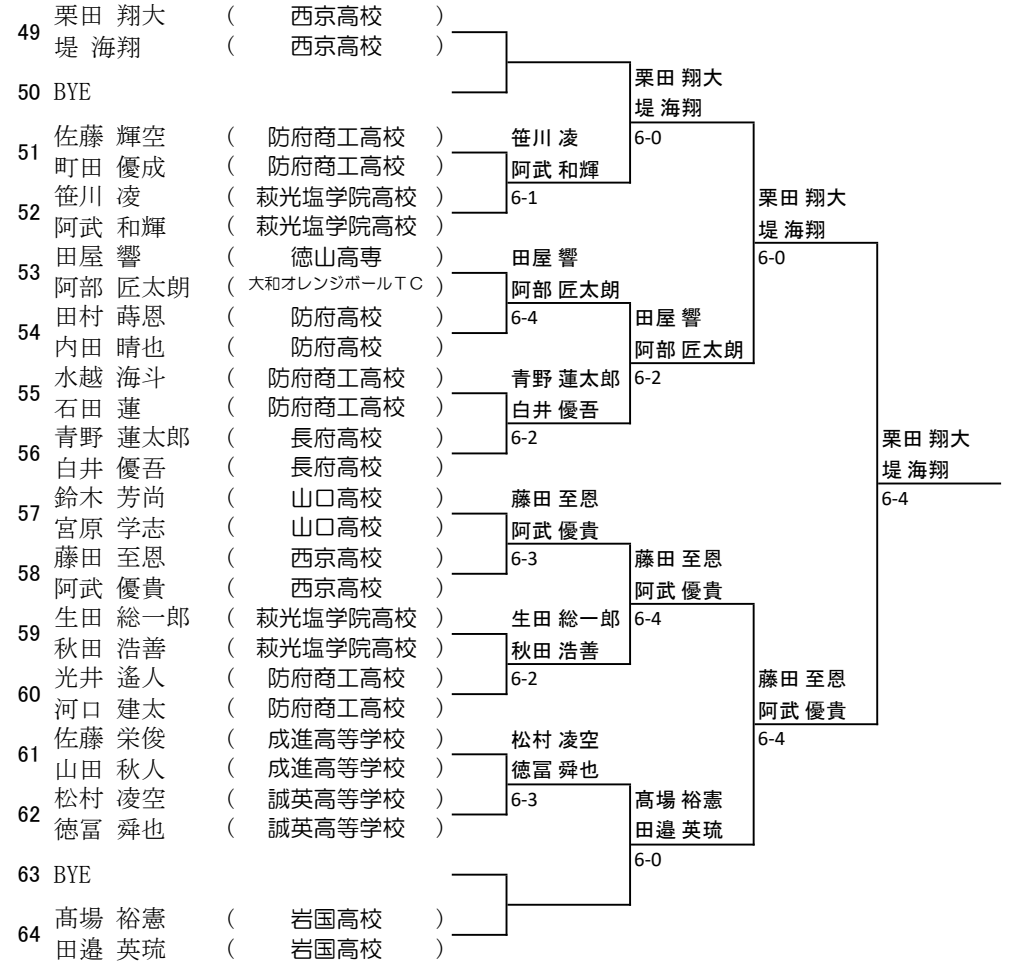 49
栗田 翔大 ( 西京高校 )
堤 海翔 ( 西京高校 )
50 BYE
51
佐藤 輝空 ( 防府商工高校 )
町田 優成 ( 防府商工高校 )
52
笹川 凌 ( 萩光塩学院高校 )
阿武 和輝 ( 萩光塩学院高校 )
53
田屋 響 ( 徳山高専 )
阿部 匠太朗 ( 大和オレンジボールTC )
54
田村 蒔恩 ( 防府高校 )
内田 晴也 ( 防府高校 )
55
水越 海斗 ( 防府商工高校 )
石田 蓮 ( 防府商工高校 )
56
青野 蓮太郎 ( 長府高校 )
白井 優吾 ( 長府高校 )
57
鈴木 芳尚 ( 山口高校 )
宮原 学志 ( 山口高校 )
58
藤田 至恩 ( 西京高校 )
阿武 優貴 ( 西京高校 )
59
生田 総一郎 ( 萩光塩学院高校 )
秋田 浩善 ( 萩光塩学院高校 )
60
光井 遙人 ( 防府商工高校 )
河口 建太 ( 防府商工高校 )
61
佐藤 栄俊 ( 成進高等学校 )
山田 秋人 ( 成進高等学校 )
62
松村 凌空 ( 誠英高等学校 )
徳冨 舜也 ( 誠英高等学校 )
63 BYE
64
髙場 裕憲 ( 岩国高校 )
田邉 英琉 ( 岩国高校 )
笹川 凌
阿武 和輝
6-1
田屋 響
阿部 匠太朗
6-4
青野 蓮太郎
白井 優吾
6-2
藤田 至恩
阿武 優貴
6-3
生田 総一郎
秋田 浩善
6-2
松村 凌空
徳冨 舜也
6-3
栗田 翔大
堤 海翔
6-0
田屋 響
阿部 匠太朗
6-2
藤田 至恩
阿武 優貴
6-4
髙場 裕憲
田邉 英琉
6-0
栗田 翔大
堤 海翔
6-0
藤田 至恩
阿武 優貴
6-4
栗田 翔大
堤 海翔
6-4